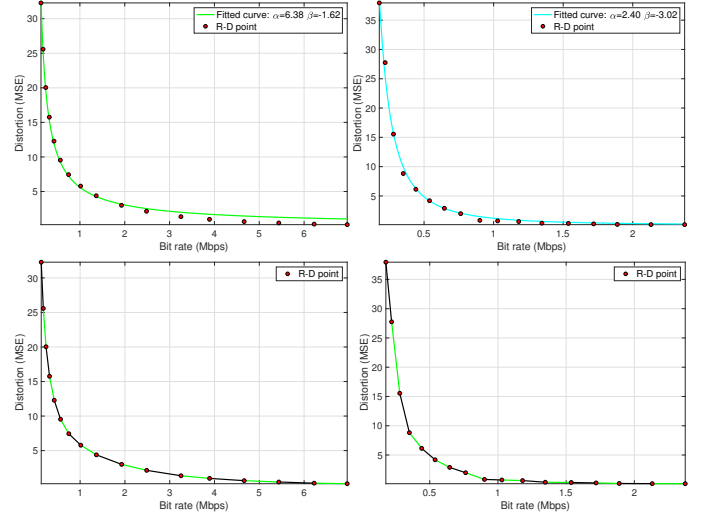 Fitted curve: α=6.38 β=-1.62
R-D point
Distortion (MSE)
30
25
20
15
10
5
1 2 3 4 5 6
Bit rate (Mbps)
Fitted curve: α=2.40 β=-3.02
R-D point
Distortion (MSE)
35
30
25
20
15
10
5
0.5 1 1.5 2
Bit rate (Mbps)
R-D point
Distortion (MSE)
30
25
20
15
10
5
1 2 3 4 5 6
Bit rate (Mbps)
R-D point
Distortion (MSE)
35
30
25
20
15
10
5
0.5 1 1.5 2
Bit rate (Mbps)